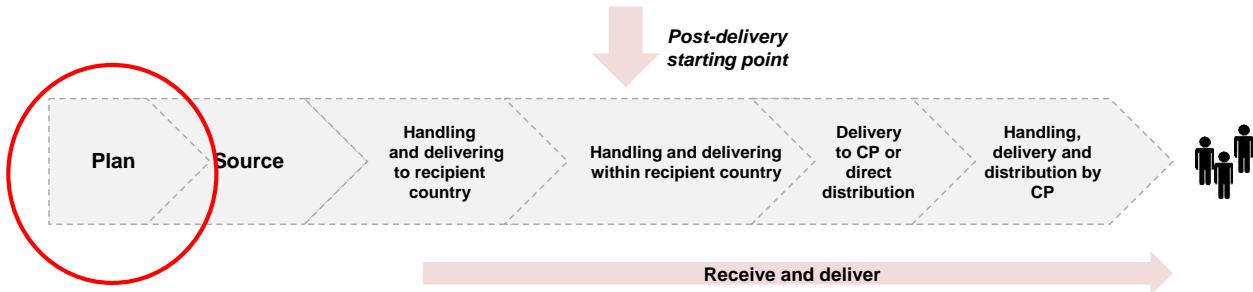 Post-delivery
starting point
Plan
Source
Handling
and delivering
to recipient
country
Handling and delivering
within recipient country
Delivery
to CP or
direct
distribution
Handling,
delivery and
distribution by
CP
Receive and deliver